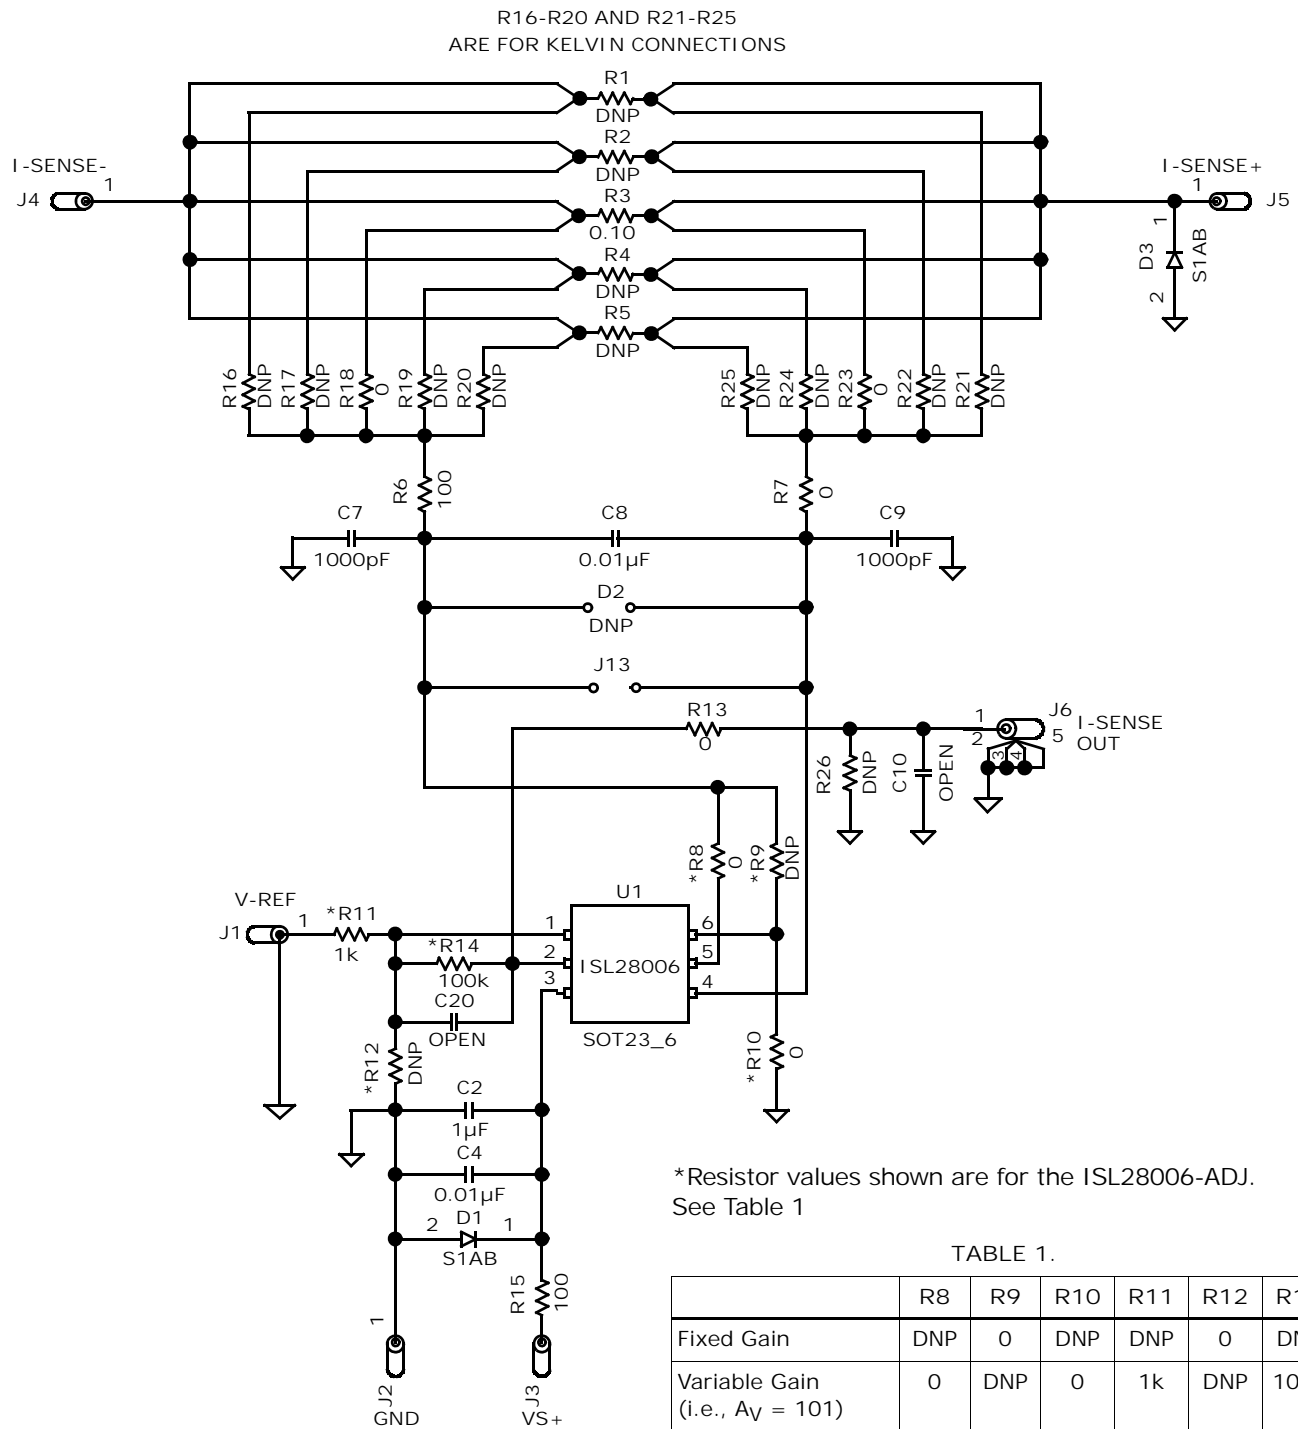 R16-R20 AND R21-R25
ARE FOR KELVIN CONNECTIONS
R1
DNP
R2
DNP
I-SENSE-
1
J4
I-SENSE+
1
J5
R3
0.10
R4
DNP
R5
DNP
1
D3
S1AB
2
R16
DNP
R17
DNP
R18
0
R19
DNP
R20
DNP
R25
DNP
R24
DNP
R23
0
R22
DNP
R21
DNP
R6
100
R7
0
C7
1000pF
C8
0.01µF
C9
1000pF
D2
DNP
J13
R13
0
R26
DNP
C10
OPEN
J6
1
2
3
4
5
I-SENSE
OUT
*R8
0
*R9
DNP
V-REF
J1
1
*R11
1k
*R14
100k
C20
OPEN
U1
1
2
3
ISL28006
6
5
4
SOT23_6
*R12
DNP
*R10
0
C2
1µF
C4
0.01µF
2
D1
1
S1AB
R15
100
1
J2
GND
J3
VS+
*Resistor values shown are for the ISL28006-ADJ.
See Table 1
TABLE 1.
R8 R9 R10 R11 R12
Fixed Gain DNP 0 DNP DNP 0
Variable Gain 0 DNP 0 1k DNP
(i.e., AV = 101)